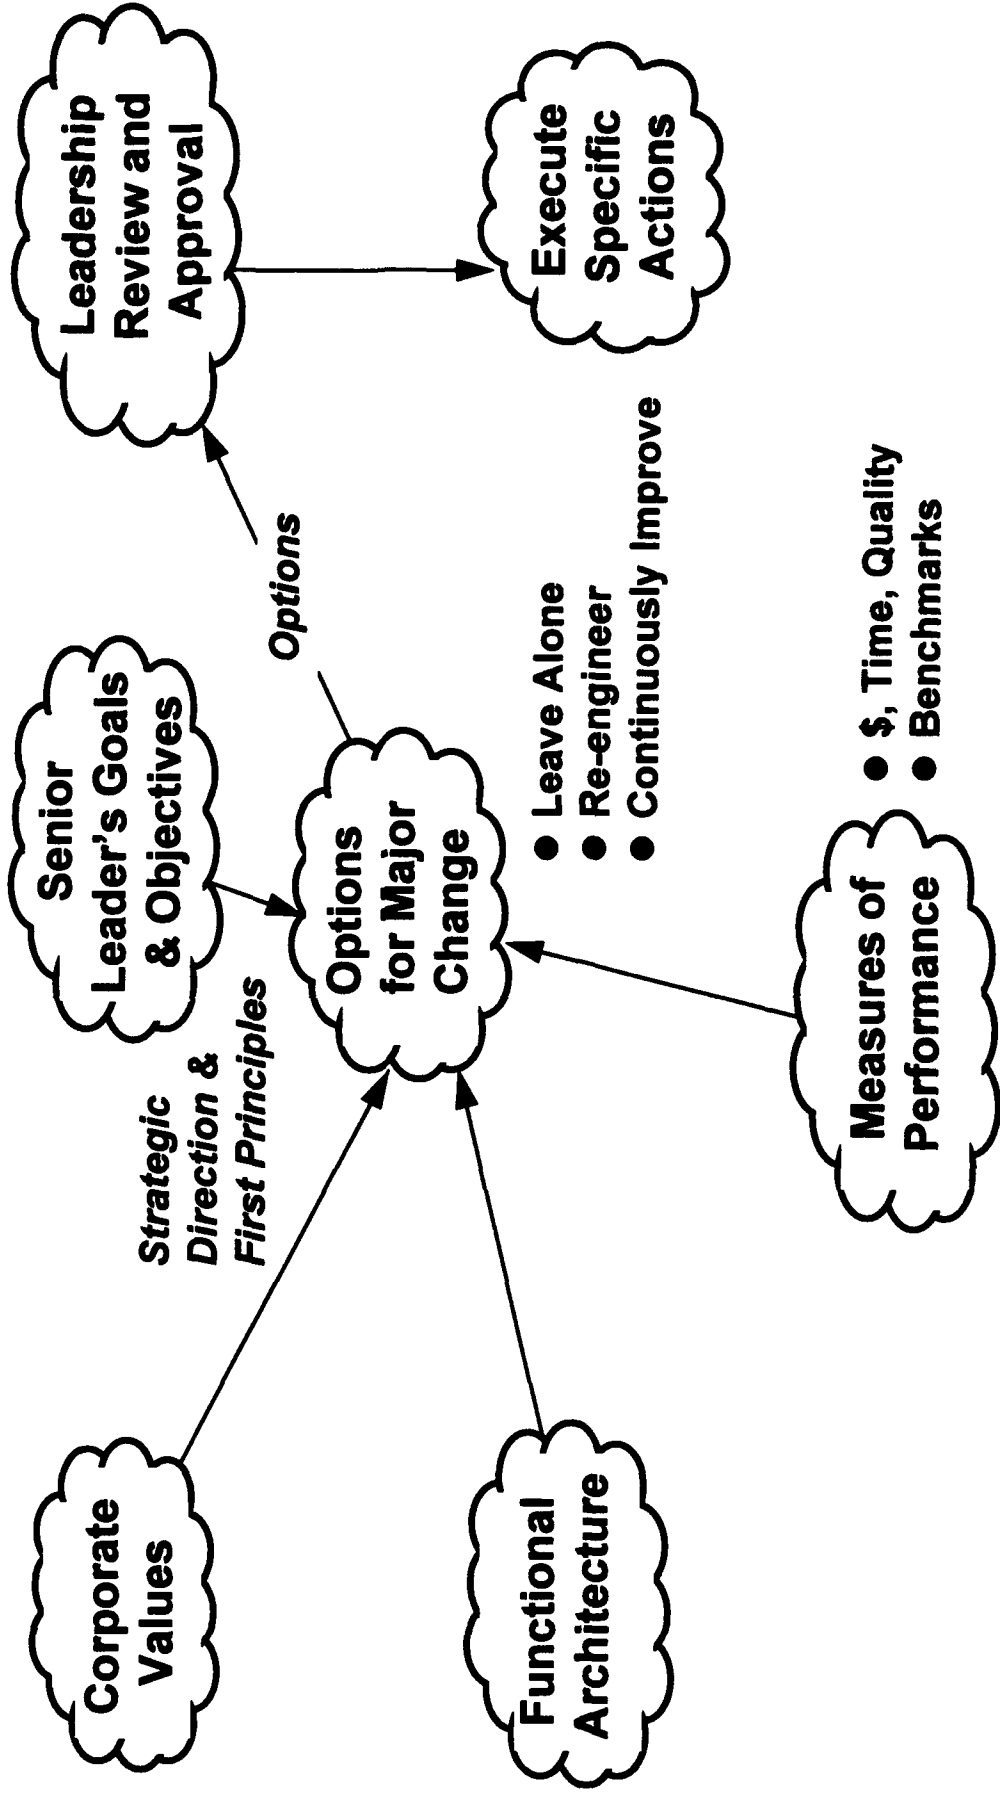 Corporate
Values
Strategic
Direction &
First Principles
Senior
Leader's Goals
& Objectives
Leadership
Review and
Approval
Options
Options
for Major
Change
Functional
Architecture
● Leave Alone
● Re-engineer
● Continuously Improve
Execute
Specific
Actions
Measures of
Performance
● $, Time, Quality
● Benchmarks